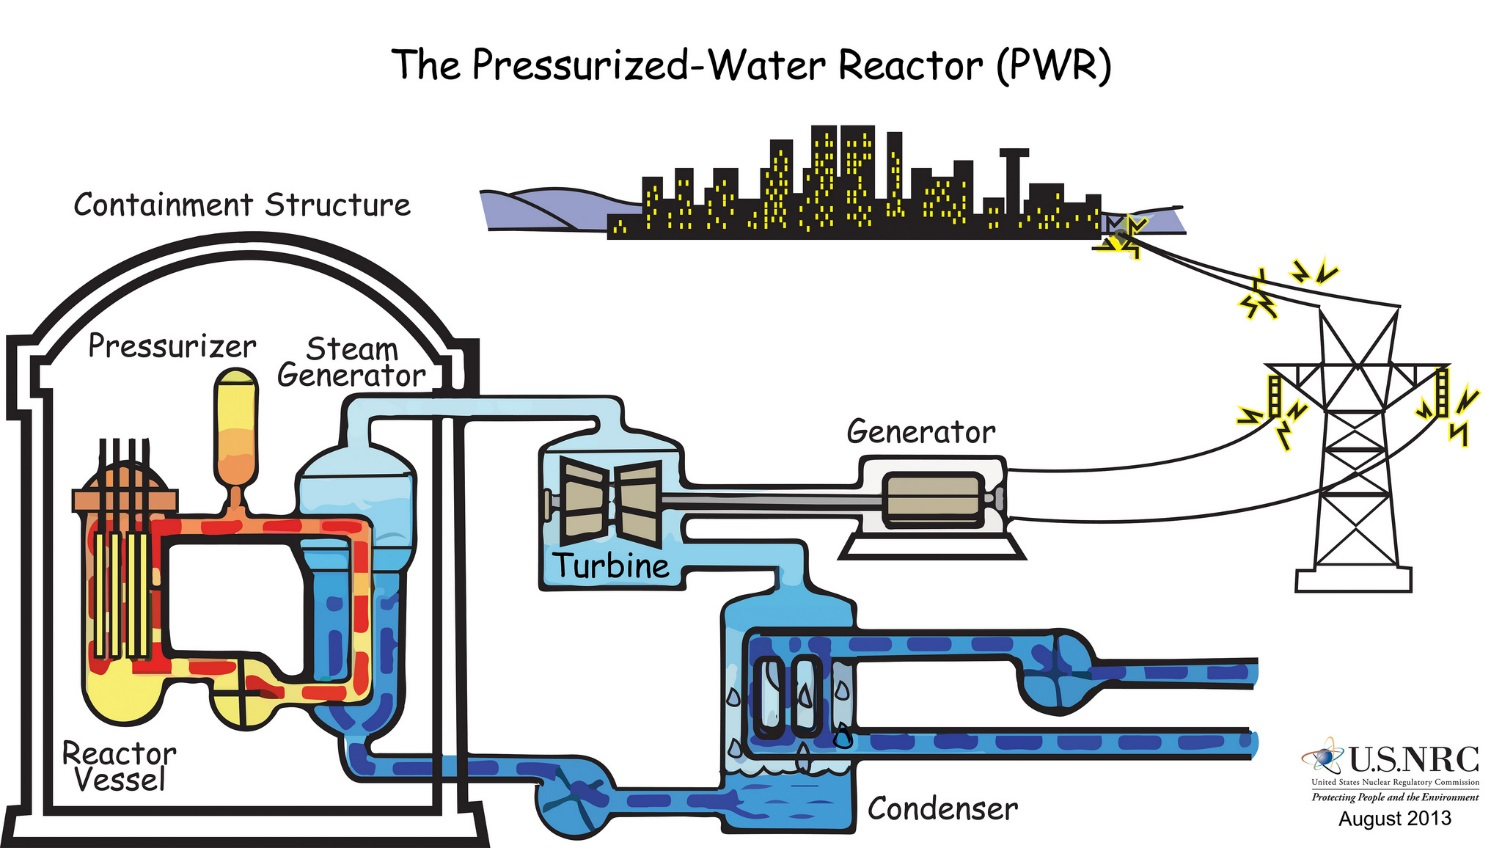 The Pressurized-Water Reactor (PWR)
Containment Structure
Pressurizer
Steam
Generator
Generator
Turbine
Reactor
Vessel
Condenser
U.S.NRC
United States Nuclear Regulatory Commission
Protecting People and the Environment
August 2013